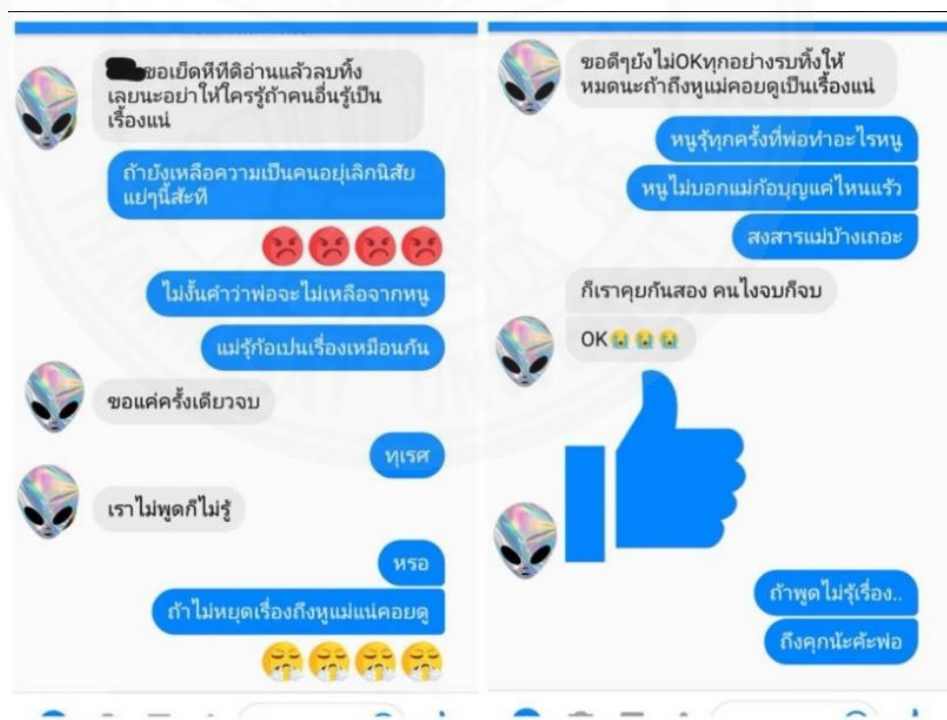 ขอเย็ดหีทีดิอ่านแล้วลบทิ้ง
เลยนะอย่าให้ใครรู้ถ้าคนอื่นรู้เป็น
เรื่องแน่
ถ้ายังเหลือความเป็นคนอยุ่เลิกนิสัย
แย่ๆนี้ส้ะที
ไม่งั้นคำว่าพ่อจะไม่เหลือจากหนู
แม่รุ้ก้อเปนเรื่องเหมือนกัน
ขอแค่ครั้งเดียวจบ
ทุเรศ
เราไม่พูดก็ไม่รู้
หรอ
ถ้าไม่หยุดเรื่องถึงหูแม่แน่คอยดู
ขอดีๆยังไม่OKทุกอย่างรบทิ้งให้
หมดนะถ้าถึงหูแม่คอยดูเป็นเรื่องแน่
หนูรุ้ทุกครั้งที่พ่อทำอะไรหนู
หนูไม่บอกแม่ก้อบุญแค่ไหนแร้ว
สงสารแม่บ้างเถอะ
ก็เราคุยกันสอง คนไงจบก็จบ
OK
ถ้าพูดไม่รุ้เรื่อง..
ถึงคุกน้ะค้ะพ่อ